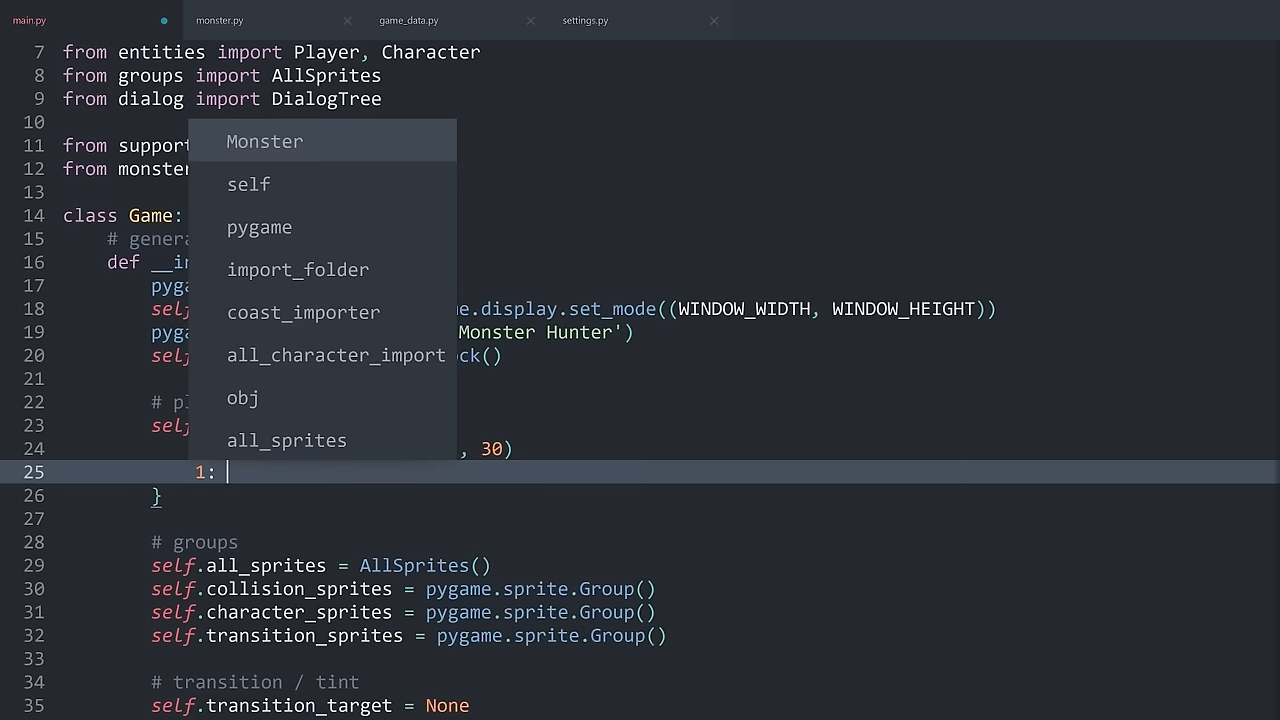 main.py monster.py game_data.py settings.py
7 from entities import Player, Character
8 from groups import AllSprites
9 from dialog import DialogTree
10
11 from support
12 from monster
13
14 class Game:
15 # genera
16 def __in
17 pyga
18 self e.display.set_mode((WINDOW_WIDTH, WINDOW_HEIGHT))
19 pyga Monster Hunter')
20 self ck()
21
22 # pl
23 self
24 , 30)
25 1:
26 }
27
28 # groups
29 self.all_sprites = AllSprites()
30 self.collision_sprites = pygame.sprite.Group()
31 self.character_sprites = pygame.sprite.Group()
32 self.transition_sprites = pygame.sprite.Group()
33
34 # transition / tint
35 self.transition_target = None
Monster
self
pygame
import_folder
coast_importer
all_character_import
obj
all_sprites